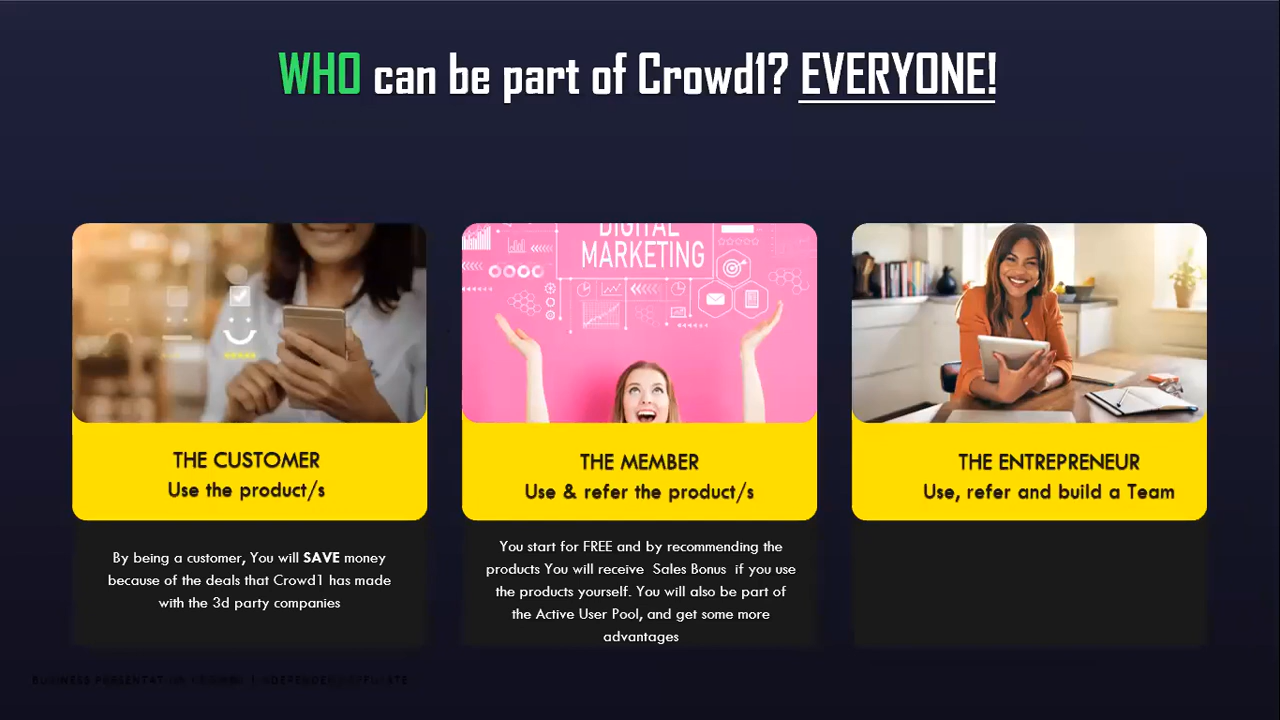 WHO can be part of Crowd1? EVERYONE!
DIGITAL
MARKETING
THE CUSTOMER
Use the product/s
By being a customer, You will SAVE money
because of the deals that Crowd1 has made
with the 3d party companies
THE MEMBER
Use & refer the product/s
You start for FREE and by recommending the
products You will receive Sales Bonus if you use
the products yourself. You will also be part of
the Active User Pool, and get some more
advantages
THE ENTREPRENEUR
Use, refer and build a Team